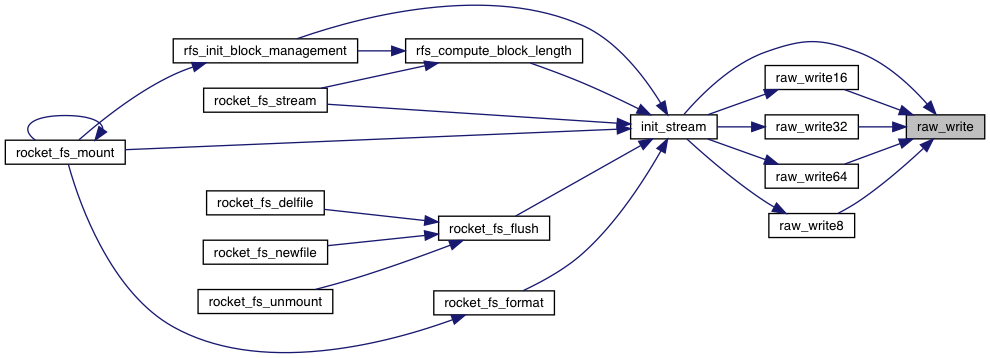 rfs_init_block_management
rfs_compute_block_length
raw_write16
rocket_fs_stream
init_stream
raw_write32
raw_write
rocket_fs_mount
raw_write64
rocket_fs_delfile
rocket_fs_flush
raw_write8
rocket_fs_newfile
rocket_fs_unmount
rocket_fs_format